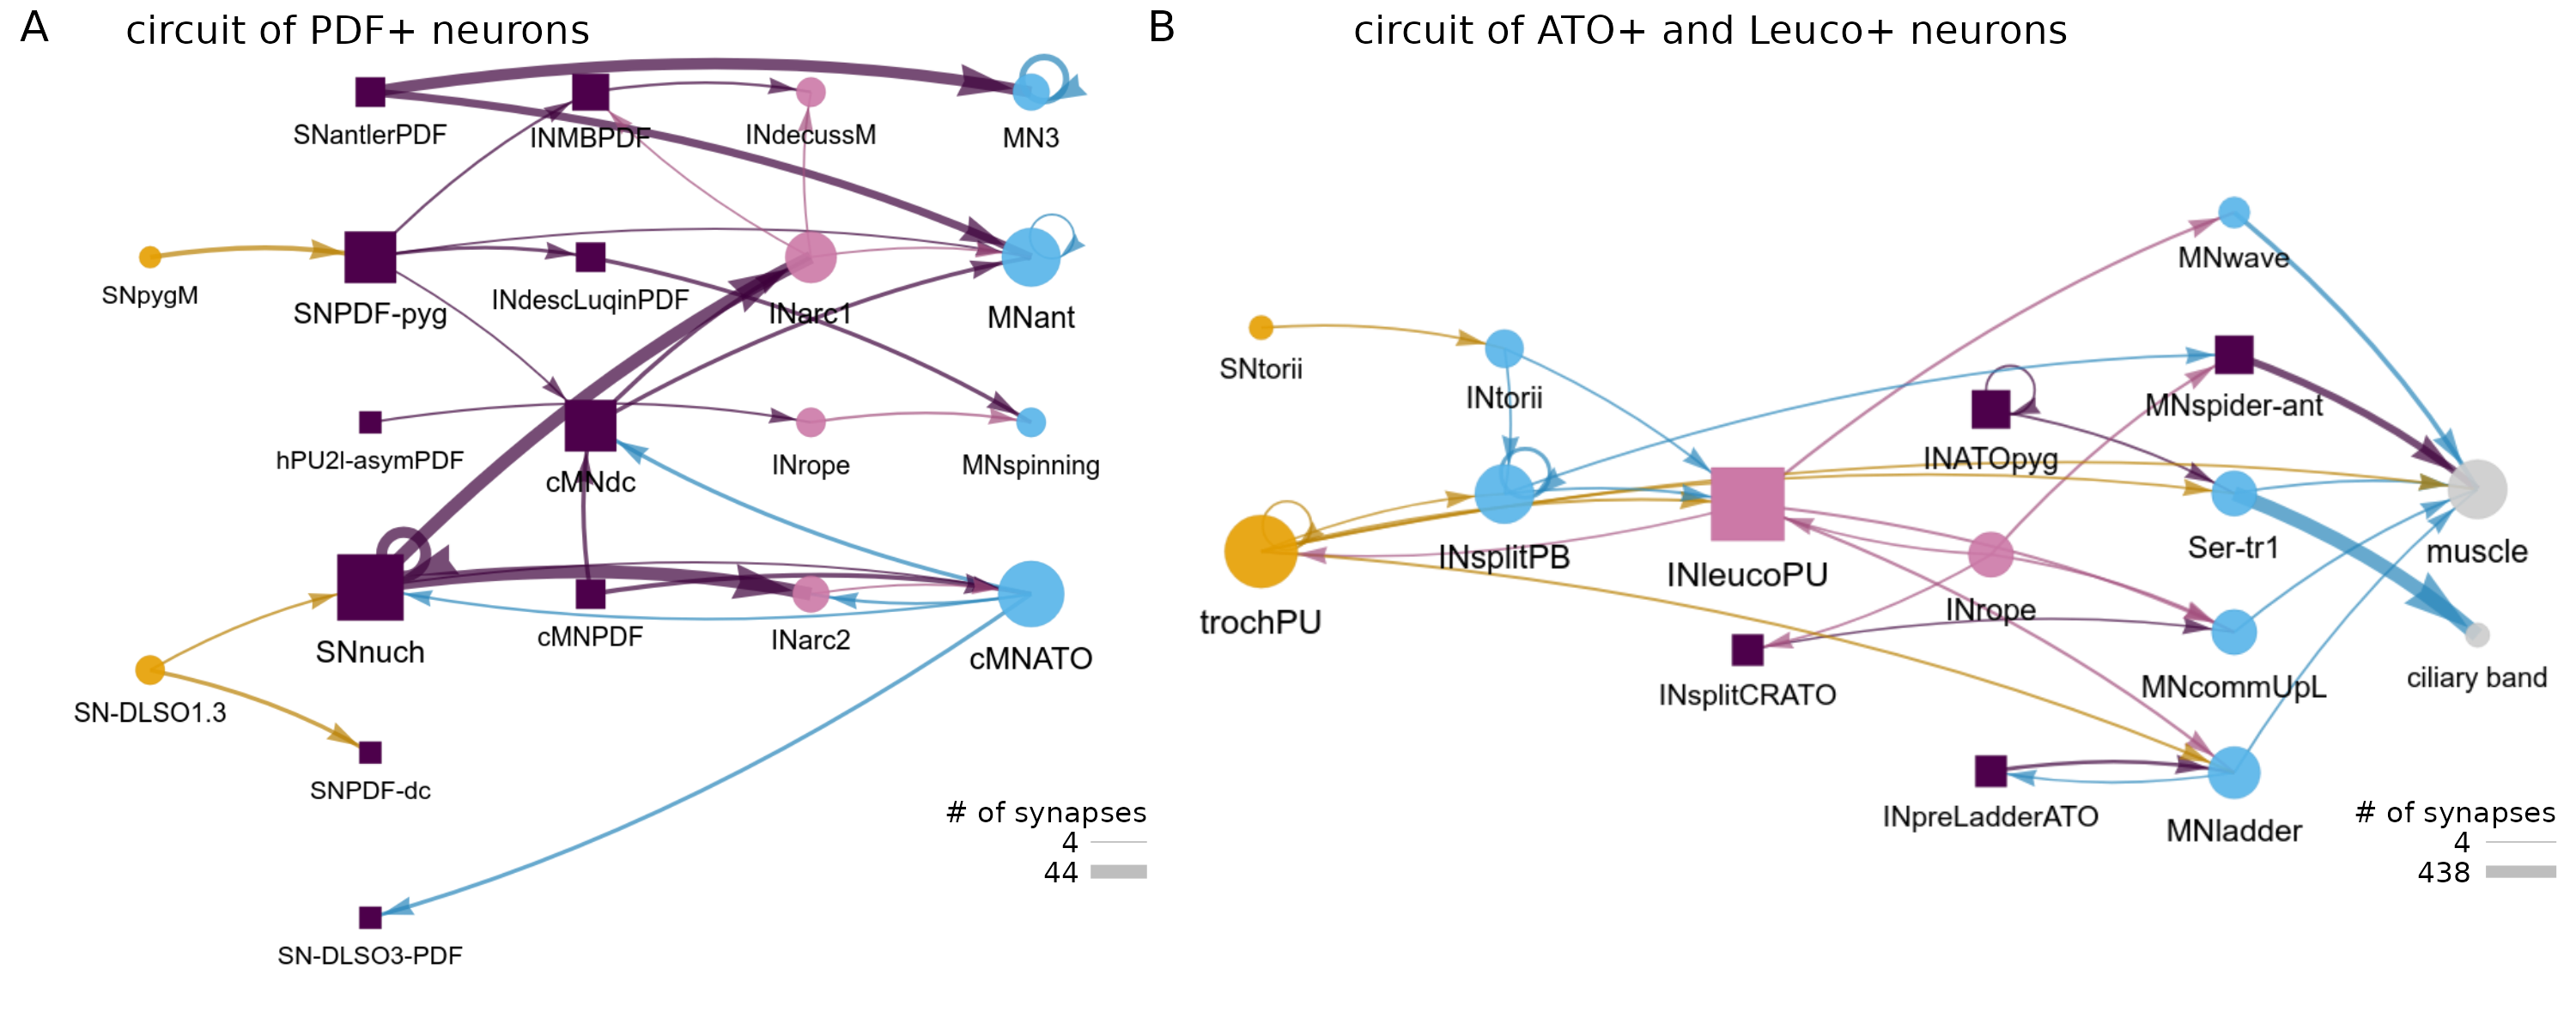 A circuit of PDF+ neurons
SNantlerPDF
INMBPDF
INdecussM
MN3
SNpygM
SNPDF-pyg
INdescLuqinPDF
INarc1
MNant
hPU2l-asymPDF
cMNdc
INrope
MNspinning
SNnuch
cMNPDF
INarc2
cMNATO
SN-DLSO1.3
SNPDF-dc
SN-DLSO3-PDF
# of synapses
4
44
B circuit of ATO+ and Leuco+ neurons
MNwave
SNtorii
INtorii
MNspider-ant
INATOpyg
INsplitPB
Ser-tr1
muscle
trochPU
INleucoPU
INrope
INsplitCRATO
MNcommUpL
ciliary band
INpreLadderATO
MNladder
# of synapses
4
438